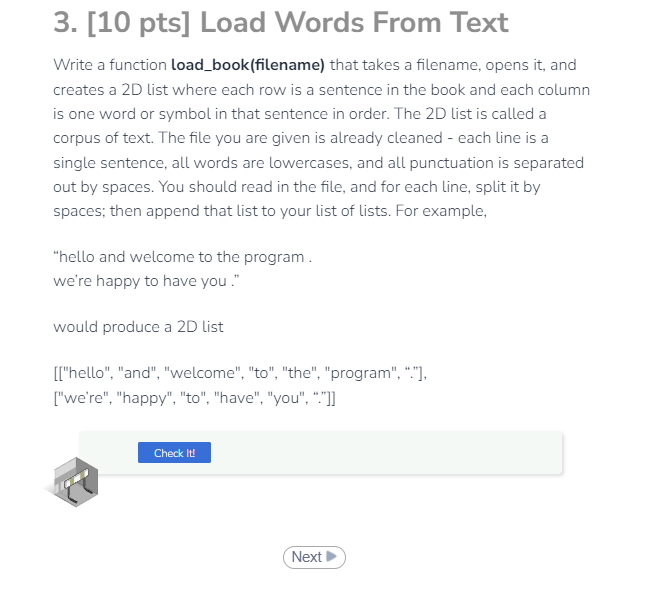 3. [10 pts] Load Words From Text
Write a function load_book(filename) that takes a filename, opens it, and
creates a 2D list where each row is a sentence in the book and each column
is one word or symbol in that sentence in order. The 2D list is called a
corpus of text. The file you are given is already cleaned - each line is a
single sentence, all words are lowercases, and all punctuation is separated
out by spaces. You should read in the file, and for each line, split it by
spaces; then append that list to your list of lists. For example,
“hello and welcome to the program .
we’re happy to have you .”
would produce a 2D list
[["hello", "and", "welcome", "to", "the", "program", “.”],
["we’re", "happy", "to", "have", "you", “.”]]
Check It!
Next